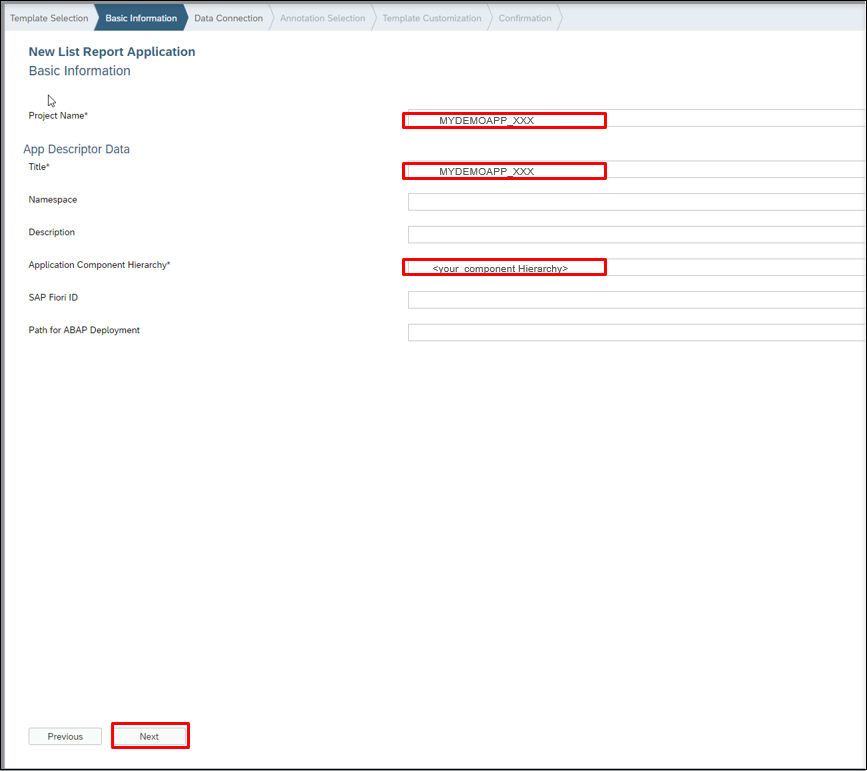 Template Selection Basic Information Data Connection Annotation Selection Template Customization Confirmation
New List Report Application
Basic Information
Project Name* MYDEMOAPP_XXX
App Descriptor Data
Title* MYDEMOAPP_XXX
Namespace
Description
Application Component Hierarchy* <your component Hierarchy>
SAP Fiori ID
Path for ABAP Deployment
Previous Next